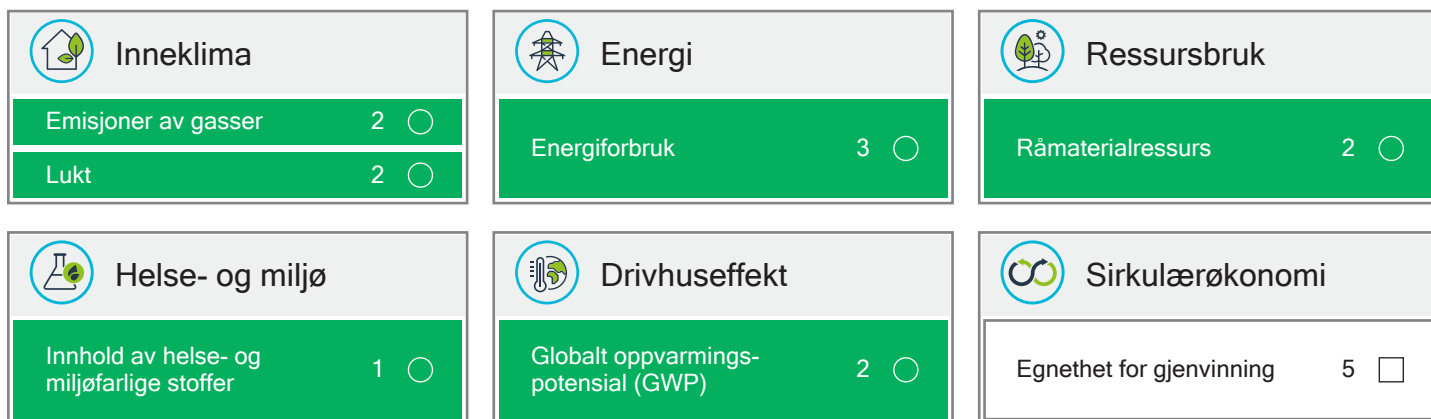 Inneklima
Emisjoner av gasser 2
Lukt 2
Energi
Energiforbruk 3
Ressursbruk
Råmaterialressurs 2
Helse- og miljø
Innhold av helse- og
miljøfarlige stoffer 1
Drivhuseffekt
Globalt oppvarmings-
potensial (GWP) 2
Sirkulærøkonomi
Egnethet for gjenvinning 5